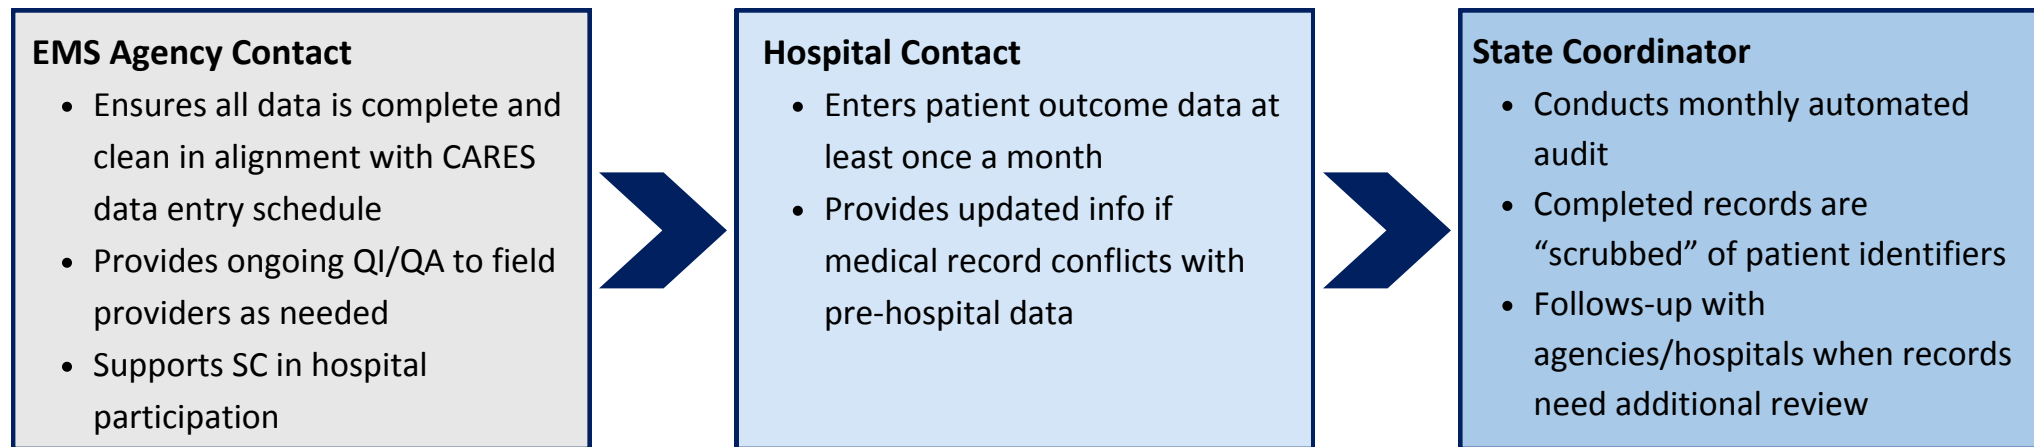 EMS Agency Contact
• Ensures all data is complete and
clean in alignment with CARES
data entry schedule
• Provides ongoing QI/QA to field
providers as needed
• Supports SC in hospital
participation
Hospital Contact
• Enters patient outcome data at
least once a month
• Provides updated info if
medical record conflicts with
pre-hospital data
State Coordinator
• Conducts monthly automated
audit
• Completed records are
“scrubbed” of patient identifiers
• Follows-up with
agencies/hospitals when records
need additional review